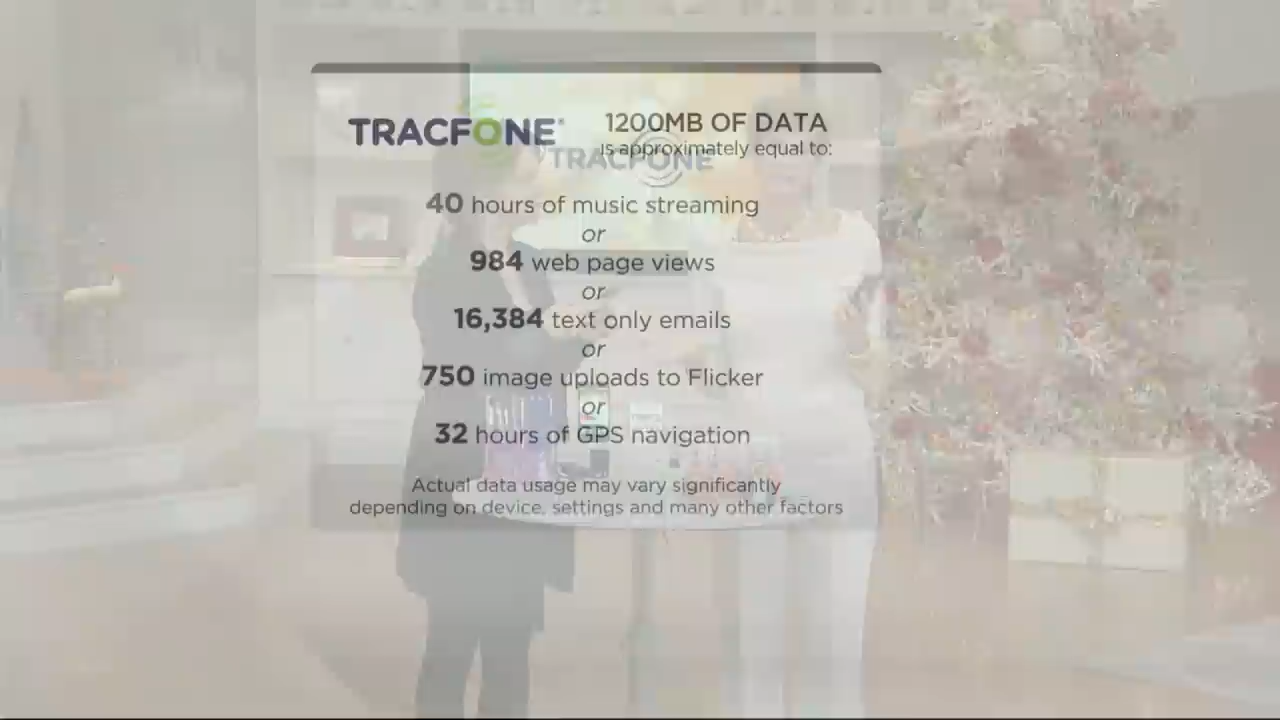 TRACFONE
1200MB OF DATA
is approximately equal to:
TRACFONE
40 hours of music streaming
or
984 web page views
or
16,384 text only emails
or
750 image uploads to Flicker
or
32 hours of GPS navigation
Actual data usage may vary significantly
depending on device, settings and many other factors